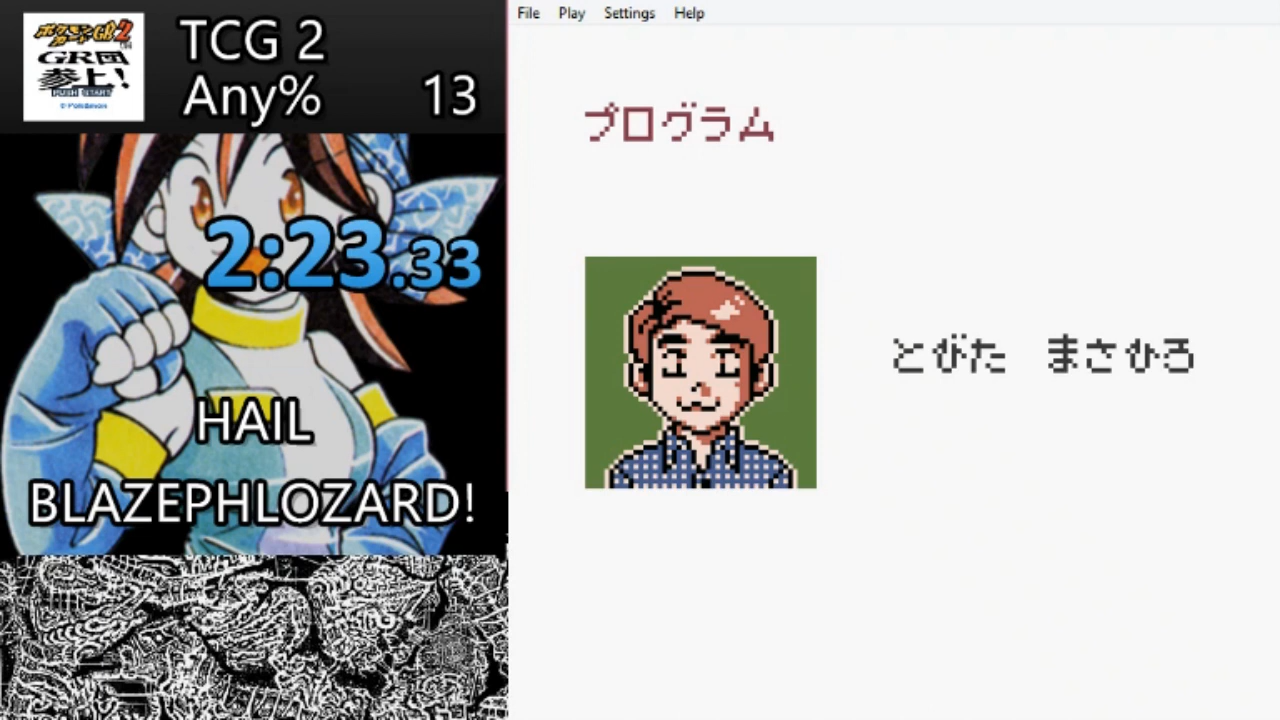 ポケモンカードGB2
GR団
参上!
PUSH START
© Pokémon
TCG 2
Any% 13
2:23.33
HAIL
BLAZEPHLOZARD!
File Play Settings Help
プログラム
とびた まさひろ